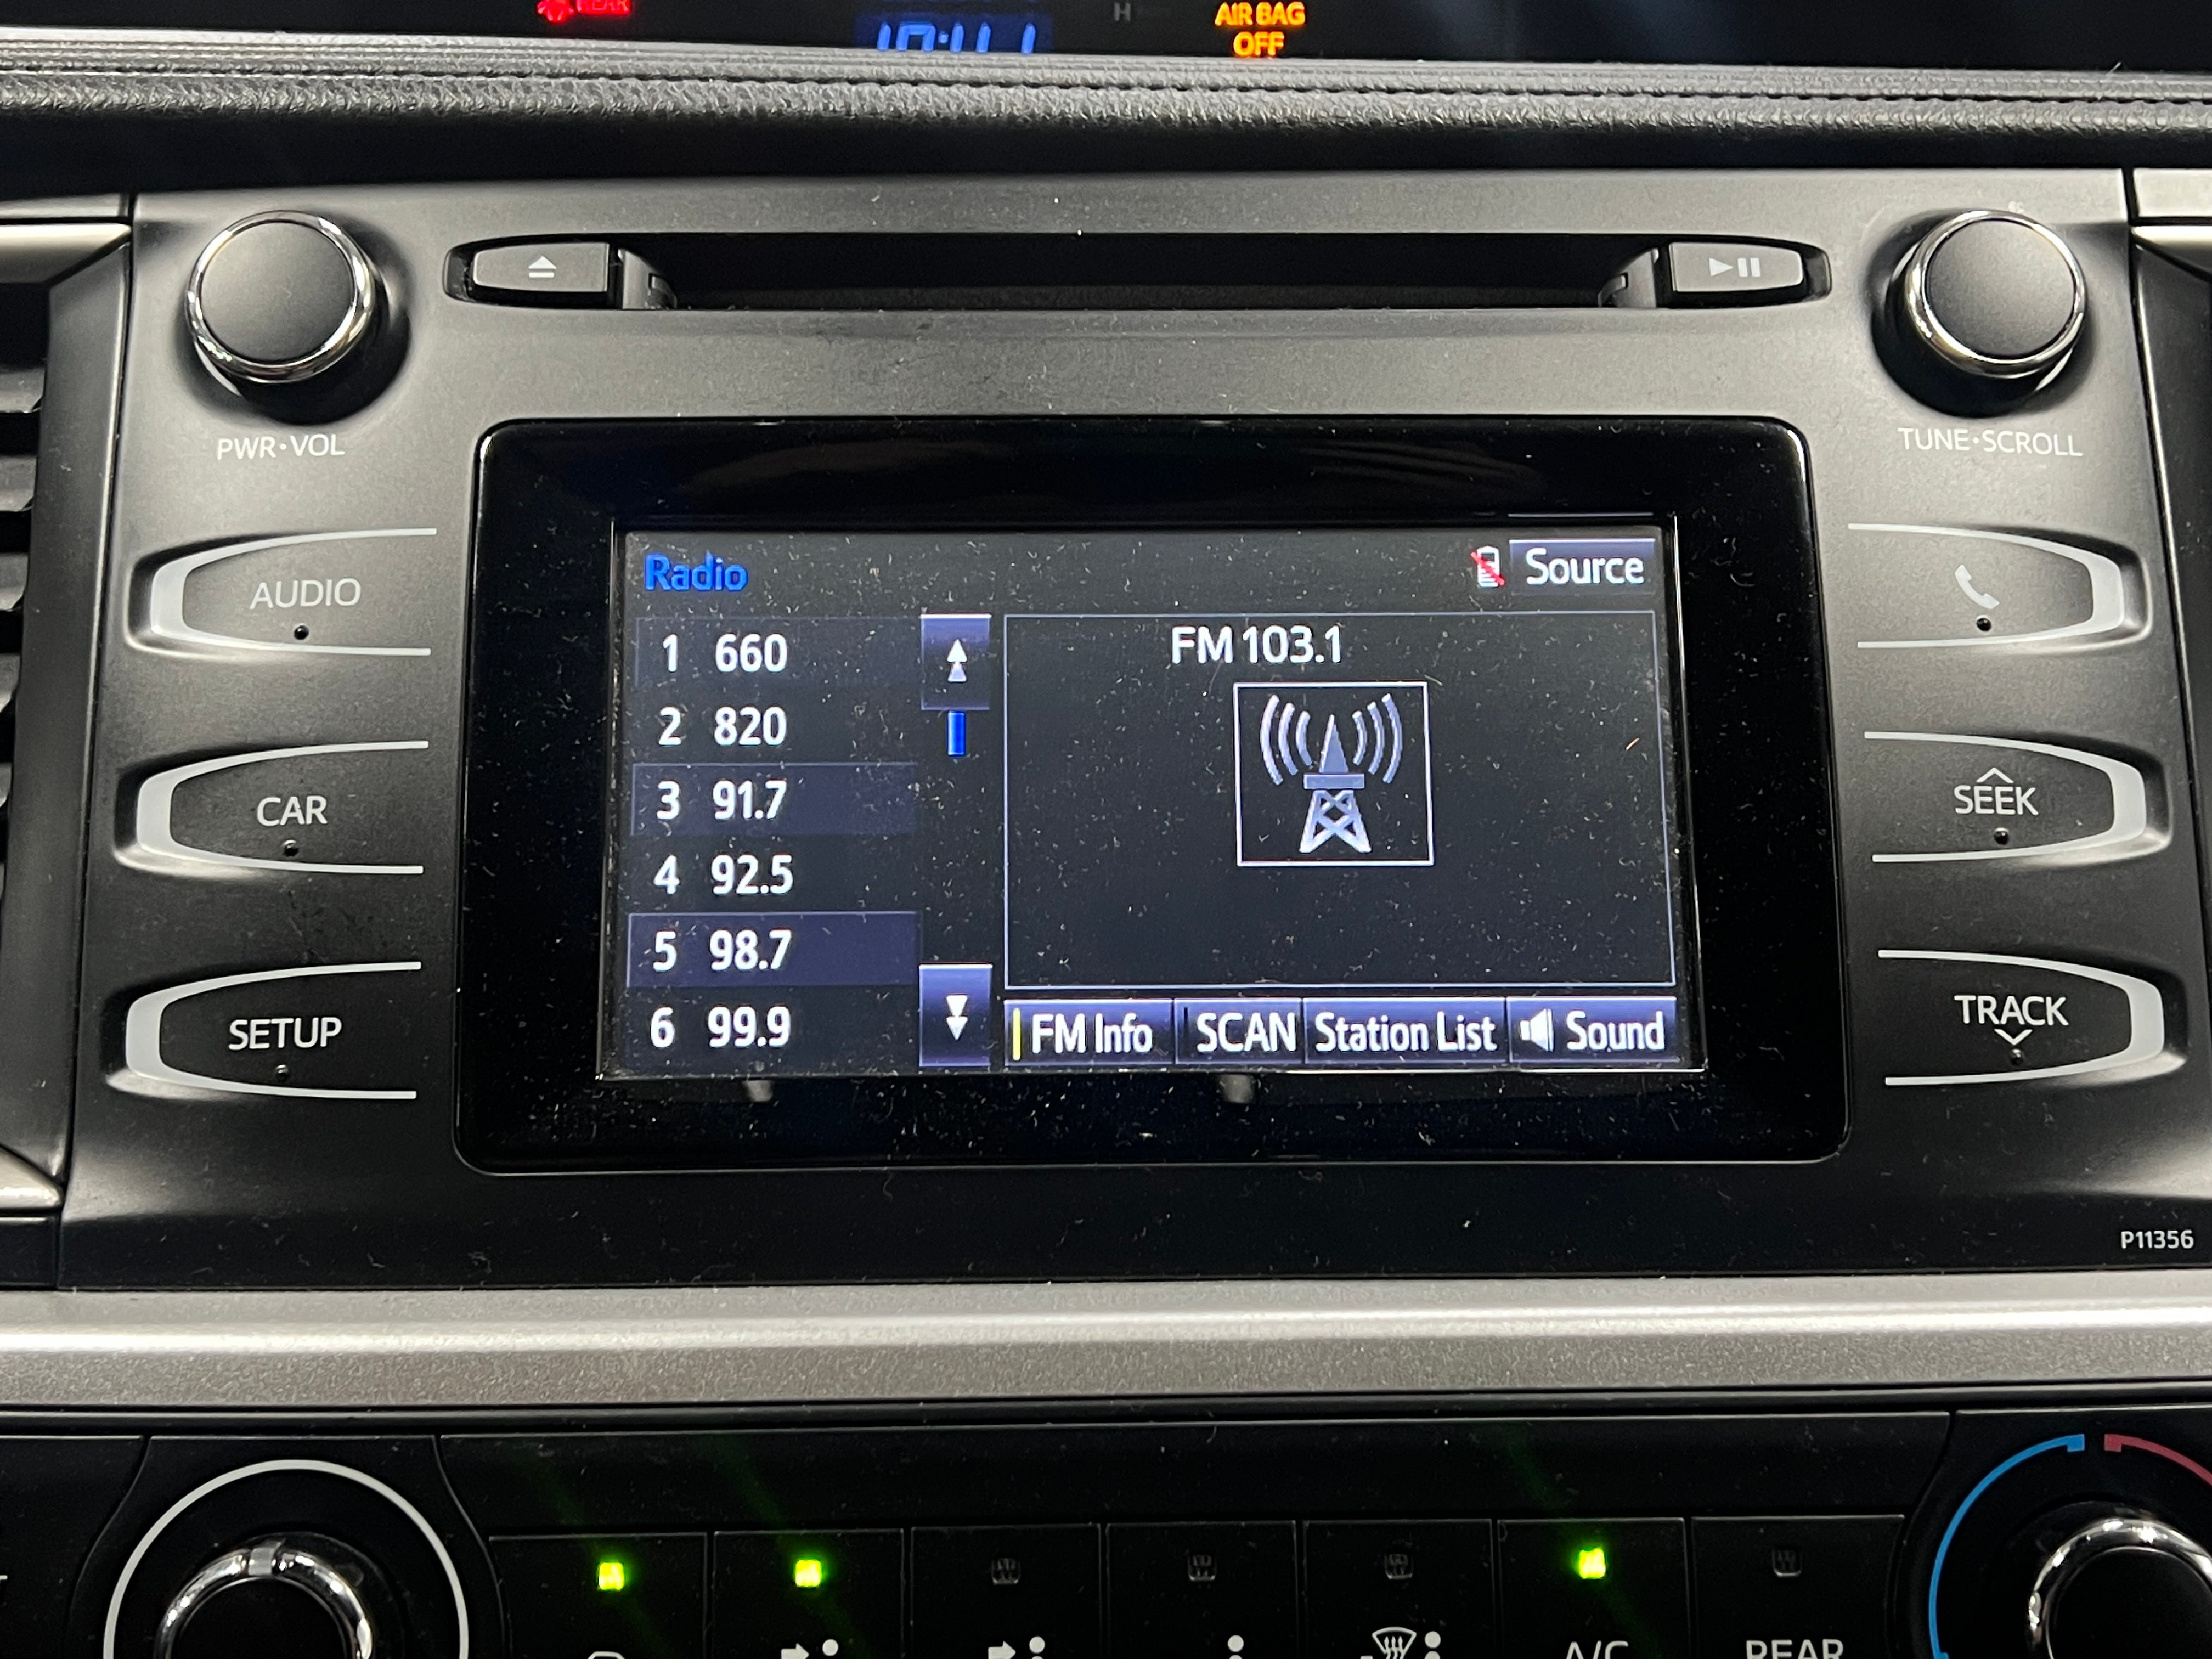 REAR
AIR BAG
OFF
PWR•VOL
TUNE•SCROLL
AUDIO
CAR
SETUP
Radio
Source
1 660
2 820
3 91.7
4 92.5
5 98.7
6 99.9
FM 103.1
FM Info
SCAN
Station List
Sound
SEEK
TRACK
P11356
A/C
REAR